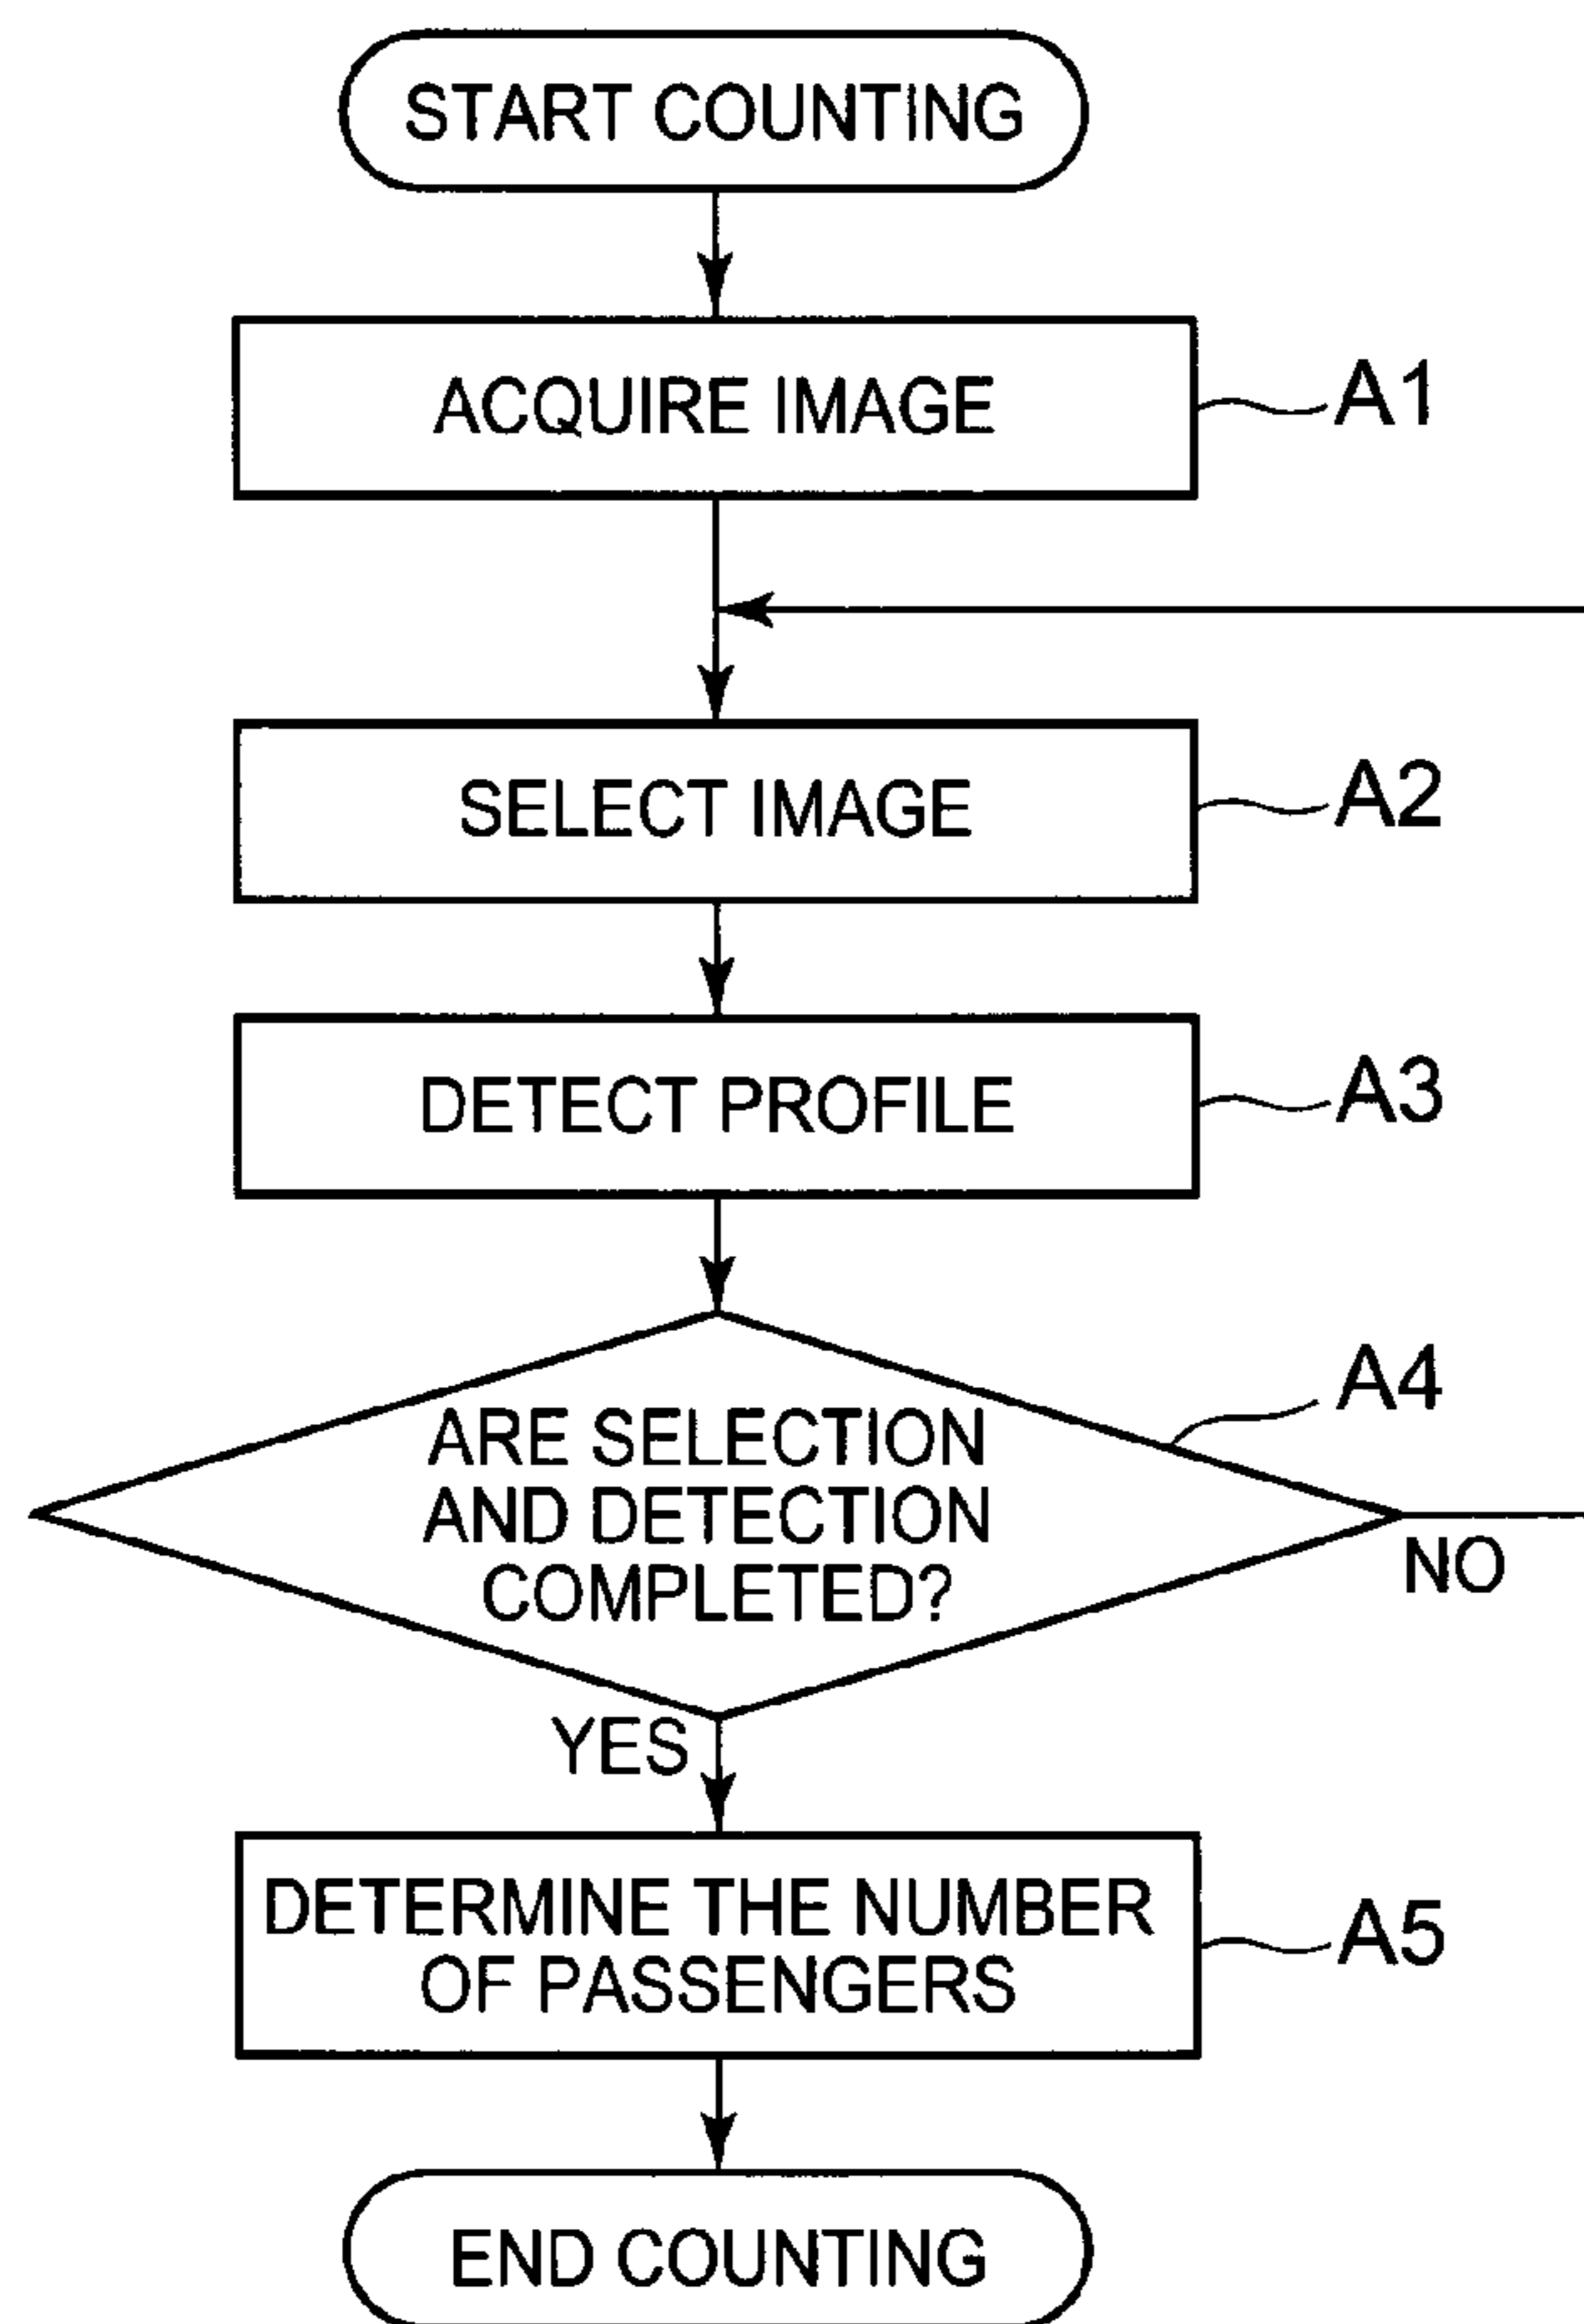 START COUNTING
ACQUIRE IMAGE
A1
SELECT IMAGE
A2
DETECT PROFILE
A3
ARE SELECTION
AND DETECTION
COMPLETED?
A4
NO
YES
DETERMINE THE NUMBER
OF PASSENGERS
A5
END COUNTING